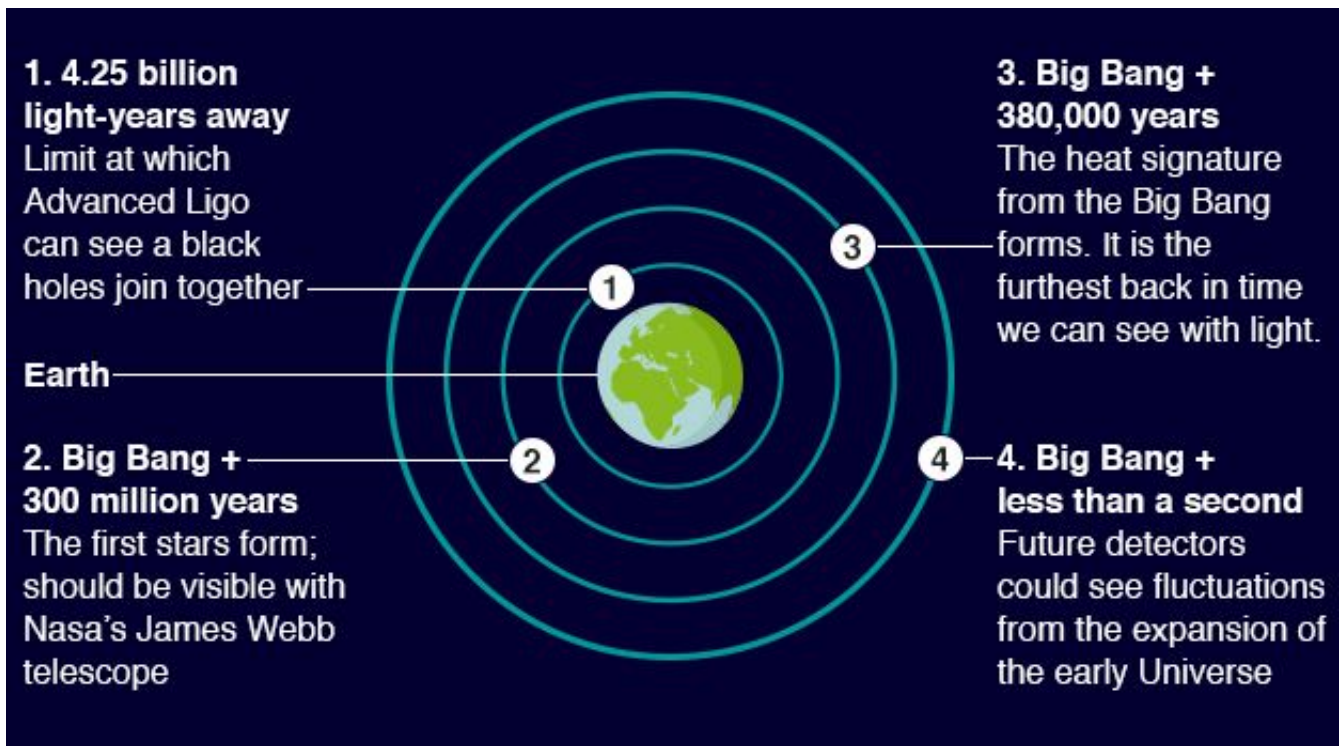 1. 4.25 billion
light-years away
Limit at which
Advanced Ligo
can see a black
holes join together
Earth
2. Big Bang +
300 million years
The first stars form;
should be visible with
Nasa's James Webb
telescope
3. Big Bang +
380,000 years
The heat signature
from the Big Bang
forms. It is the
furthest back in time
we can see with light.
4. Big Bang +
less than a second
Future detectors
could see fluctuations
from the expansion of
the early Universe
1
2
3
4